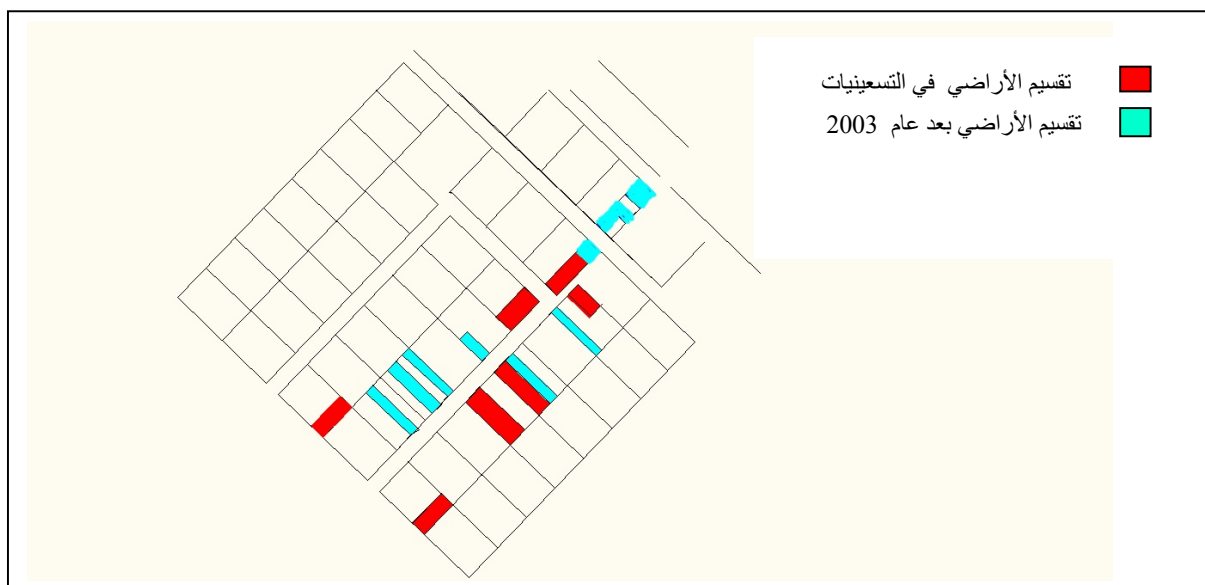 تقسيم الأراضي في التسعينيات
تقسيم الأراضي بعد عام 2003